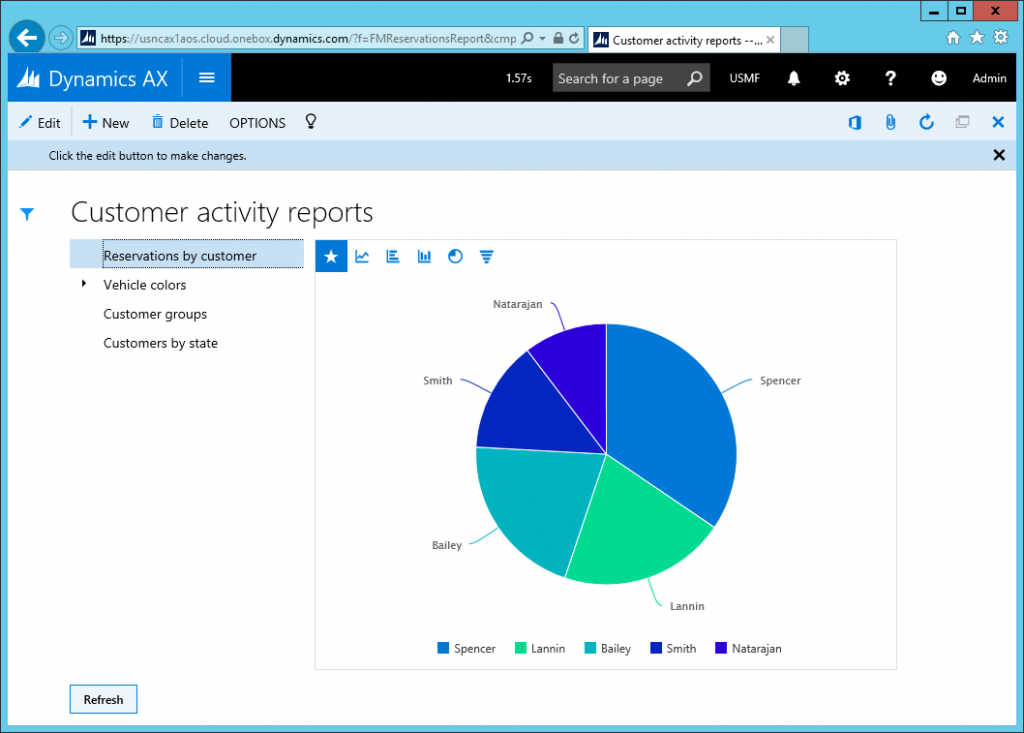 https://usncax1aos.cloud.onebox.dynamics.com/?f=FMReservationsReport&cmp
Customer activity reports --...
Dynamics AX
1.57s
Search for a page
USMF
?
Admin
Edit
New
Delete
OPTIONS
Click the edit button to make changes.
Customer activity reports
Reservations by customer
Vehicle colors
Customer groups
Customers by state
Natarajan
Smith
Spencer
Bailey
Lannin
Spencer Lannin Bailey Smith Natarajan
Refresh